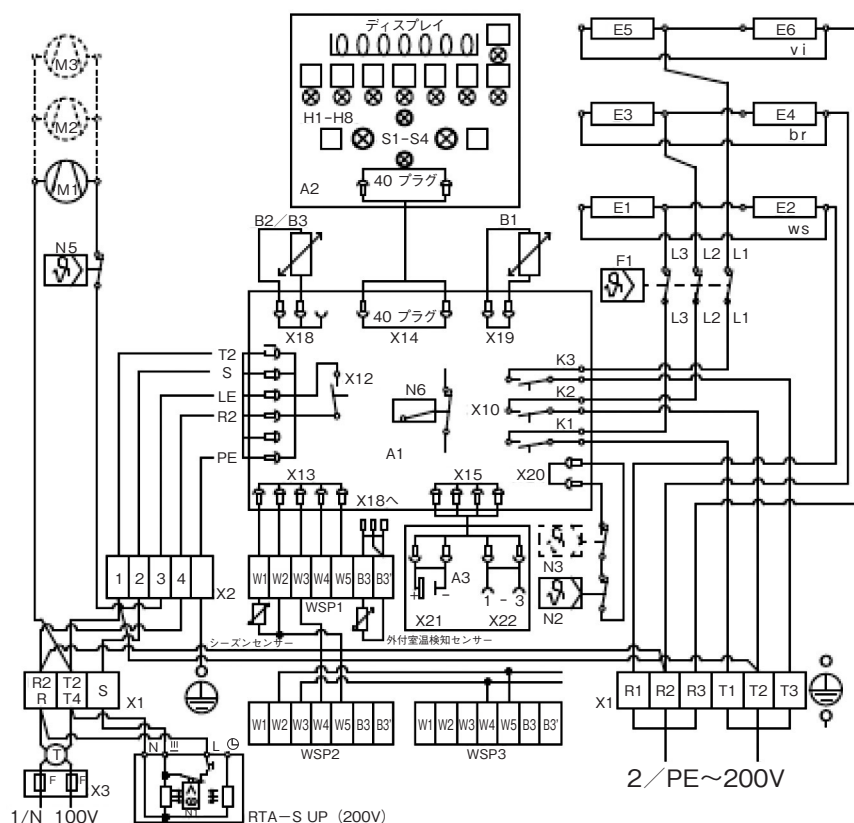 ディスプレイ
H1-H8
S1-S4
40 プラグ
A2
M3
M2
M1
N5
E5
E6
vi
E3
E4
br
E1
E2
ws
B2/B3
B1
F1
L3
L2
L1
L3
L2
L1
40 プラグ
X18
X14
X19
T2
S
LE
R2
PE
X12
N6
K3
K2
X10
K1
A1
X13
X15
X20
X18へ
1
2
3
4
X2
W1
W2
W3
W4
W5
B3
B3'
WSP1
+
-
A3
1 - 3
X21
X22
N3
N2
シーズンセンサー
外付室温検知センサー
R2
R
T2
T4
S
X1
W1
W2
W3
W4
W5
B3
B3'
WSP2
W1
W2
W3
W4
W5
B3
B3'
WSP3
X1
R1
R2
R3
T1
T2
T3
T
F
F
X3
N
L
N1
1/N 100V
RTA-S UP (200V)
2/PE~200V